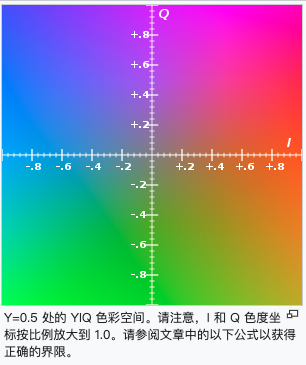 Q
+.8
+.6
+.4
+.2
I
-.8 -.6 -.4 -.2 +.2 +.4 +.6 +.8
-.2
-.4
-.6
-.8
Y=0.5 处的 YIQ 色彩空间。请注意，I 和 Q 色度坐
标按比例放大到 1.0。请参阅文章中的以下公式以获得
正确的界限。